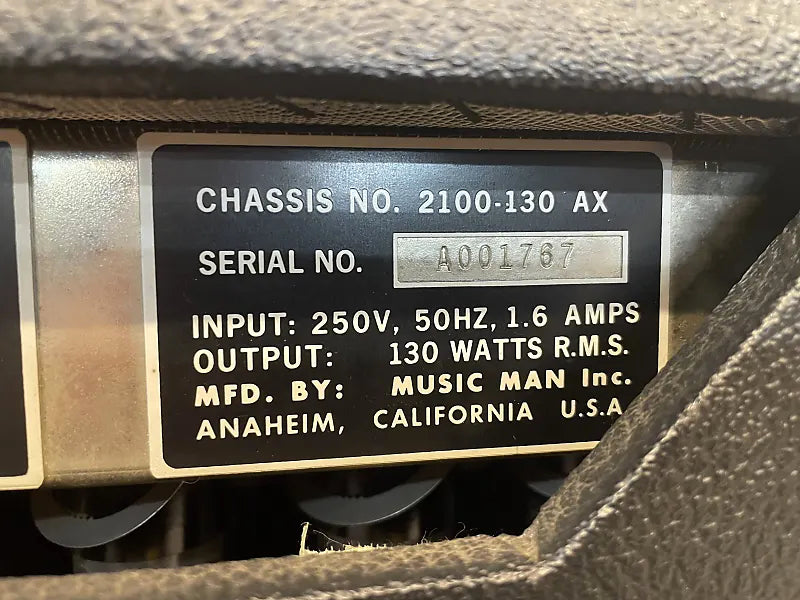 CHASSIS NO. 2100-130 AX
SERIAL NO. A001767
INPUT: 250V, 50HZ, 1.6 AMPS
OUTPUT: 130 WATTS R.M.S.
MFD. BY: MUSIC MAN Inc.
ANAHEIM, CALIFORNIA U.S.A